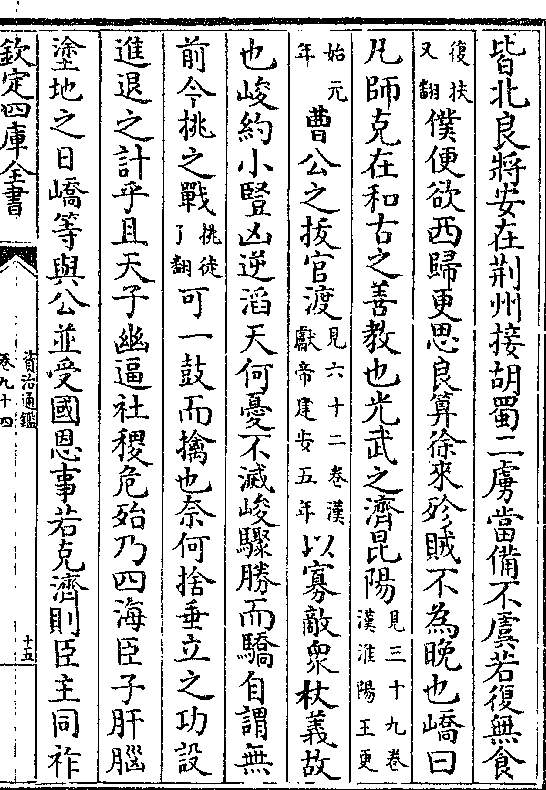 皆北良將安在荆州接胡蜀二虜當備不虞若復無食
復扶又翻僕便欲西歸更思良算徐來殄賊不為晚也嶠曰
凡師克在和古之善教也光武之濟昆陽見三十九卷漢淮陽王更
始元年曹公之拔官渡見六十二卷漢獻帝建安五年以寡敵衆杖義故
也峻約小豎凶逆滔天何憂不滅峻驟勝而驕自謂無
前今挑之戰挑徒了翻可一鼓而擒也奈何捨垂立之功設
進退之計乎且天子幽逼社稷危殆乃四海臣子肝腦
塗地之日嶠等與公並受國恩事若克濟則臣主同祚
欽定四庫全書
資治通鑑
卷九十四
十五